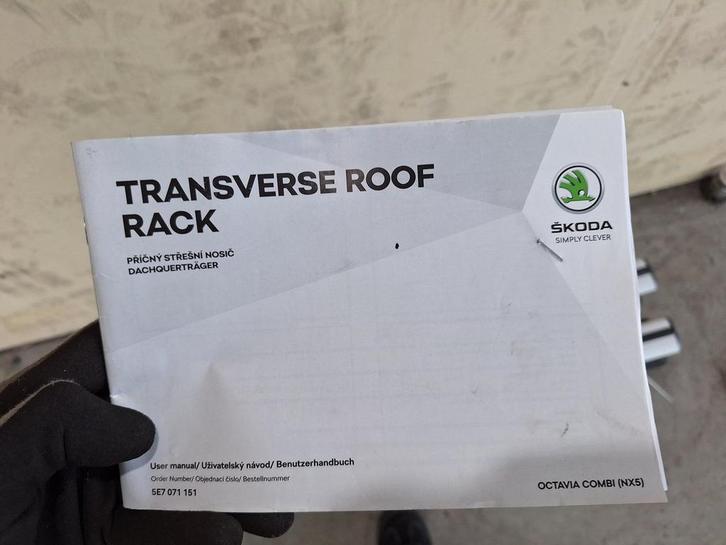 TRANSVERSE ROOF
RACK
PŘÍČNÝ STŘEŠNÍ NOSIČ
DACHQUERTRÄGER
ŠKODA
SIMPLY CLEVER
User manual/ Uživatelský návod/ Benutzerhandbuch
Order Number/ Objednací číslo/ Bestellnummer
5E7 071 151
OCTAVIA COMBI (NX5)